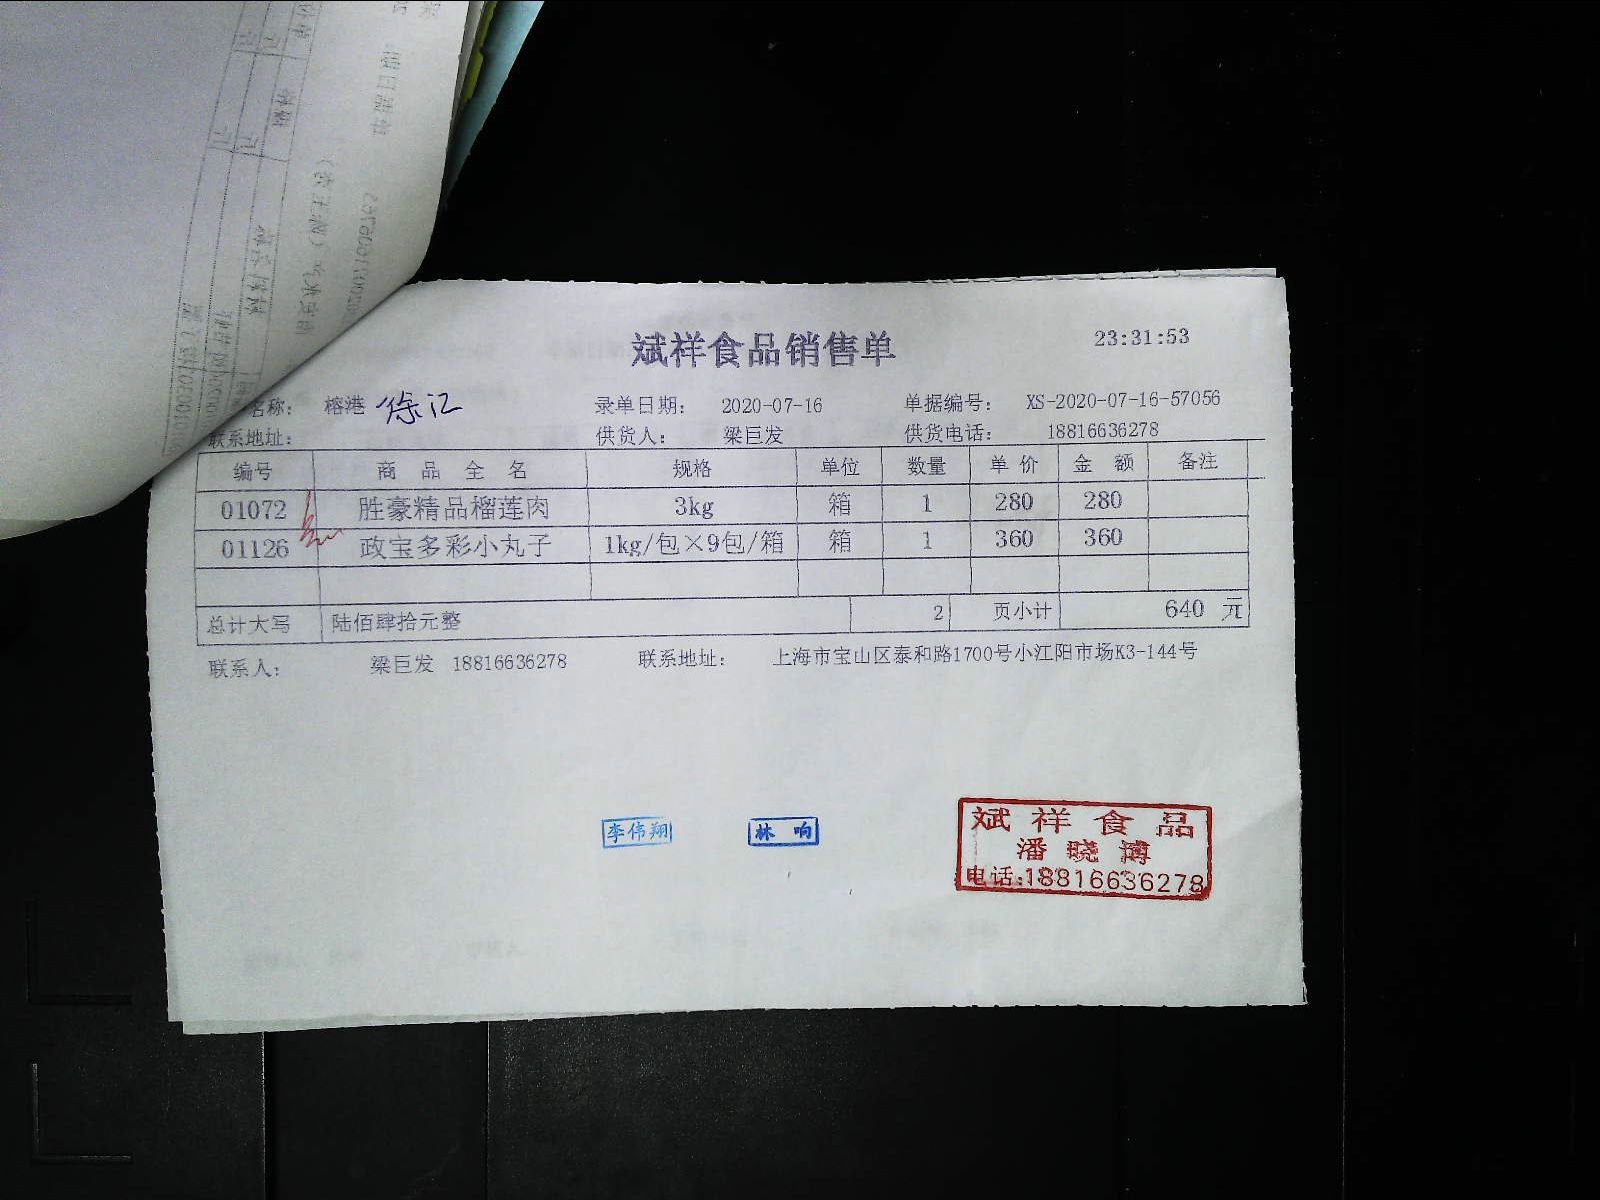 斌祥食品销售单 23:31:53
名称： 榕港 徐汇 录单日期： 2020-07-16 单据编号： XS-2020-07-16-57056
联系地址： 供货人： 梁巨发 供货电话： 18816636278
编号 商品全名 规格 单位 数量 单价 金额 备注
01072 胜豪精品榴莲肉 3kg 箱 1 280 280
01126 政宝多彩小丸子 1kg/包×9包/箱 箱 1 360 360
总计大写 陆佰肆拾元整 2 页小计 640 元
联系人： 梁巨发 18816636278 联系地址： 上海市宝山区泰和路1700号小江阳市场K3-144号
李伟翔 林响
斌祥食品
潘晓博
电话:18816636278